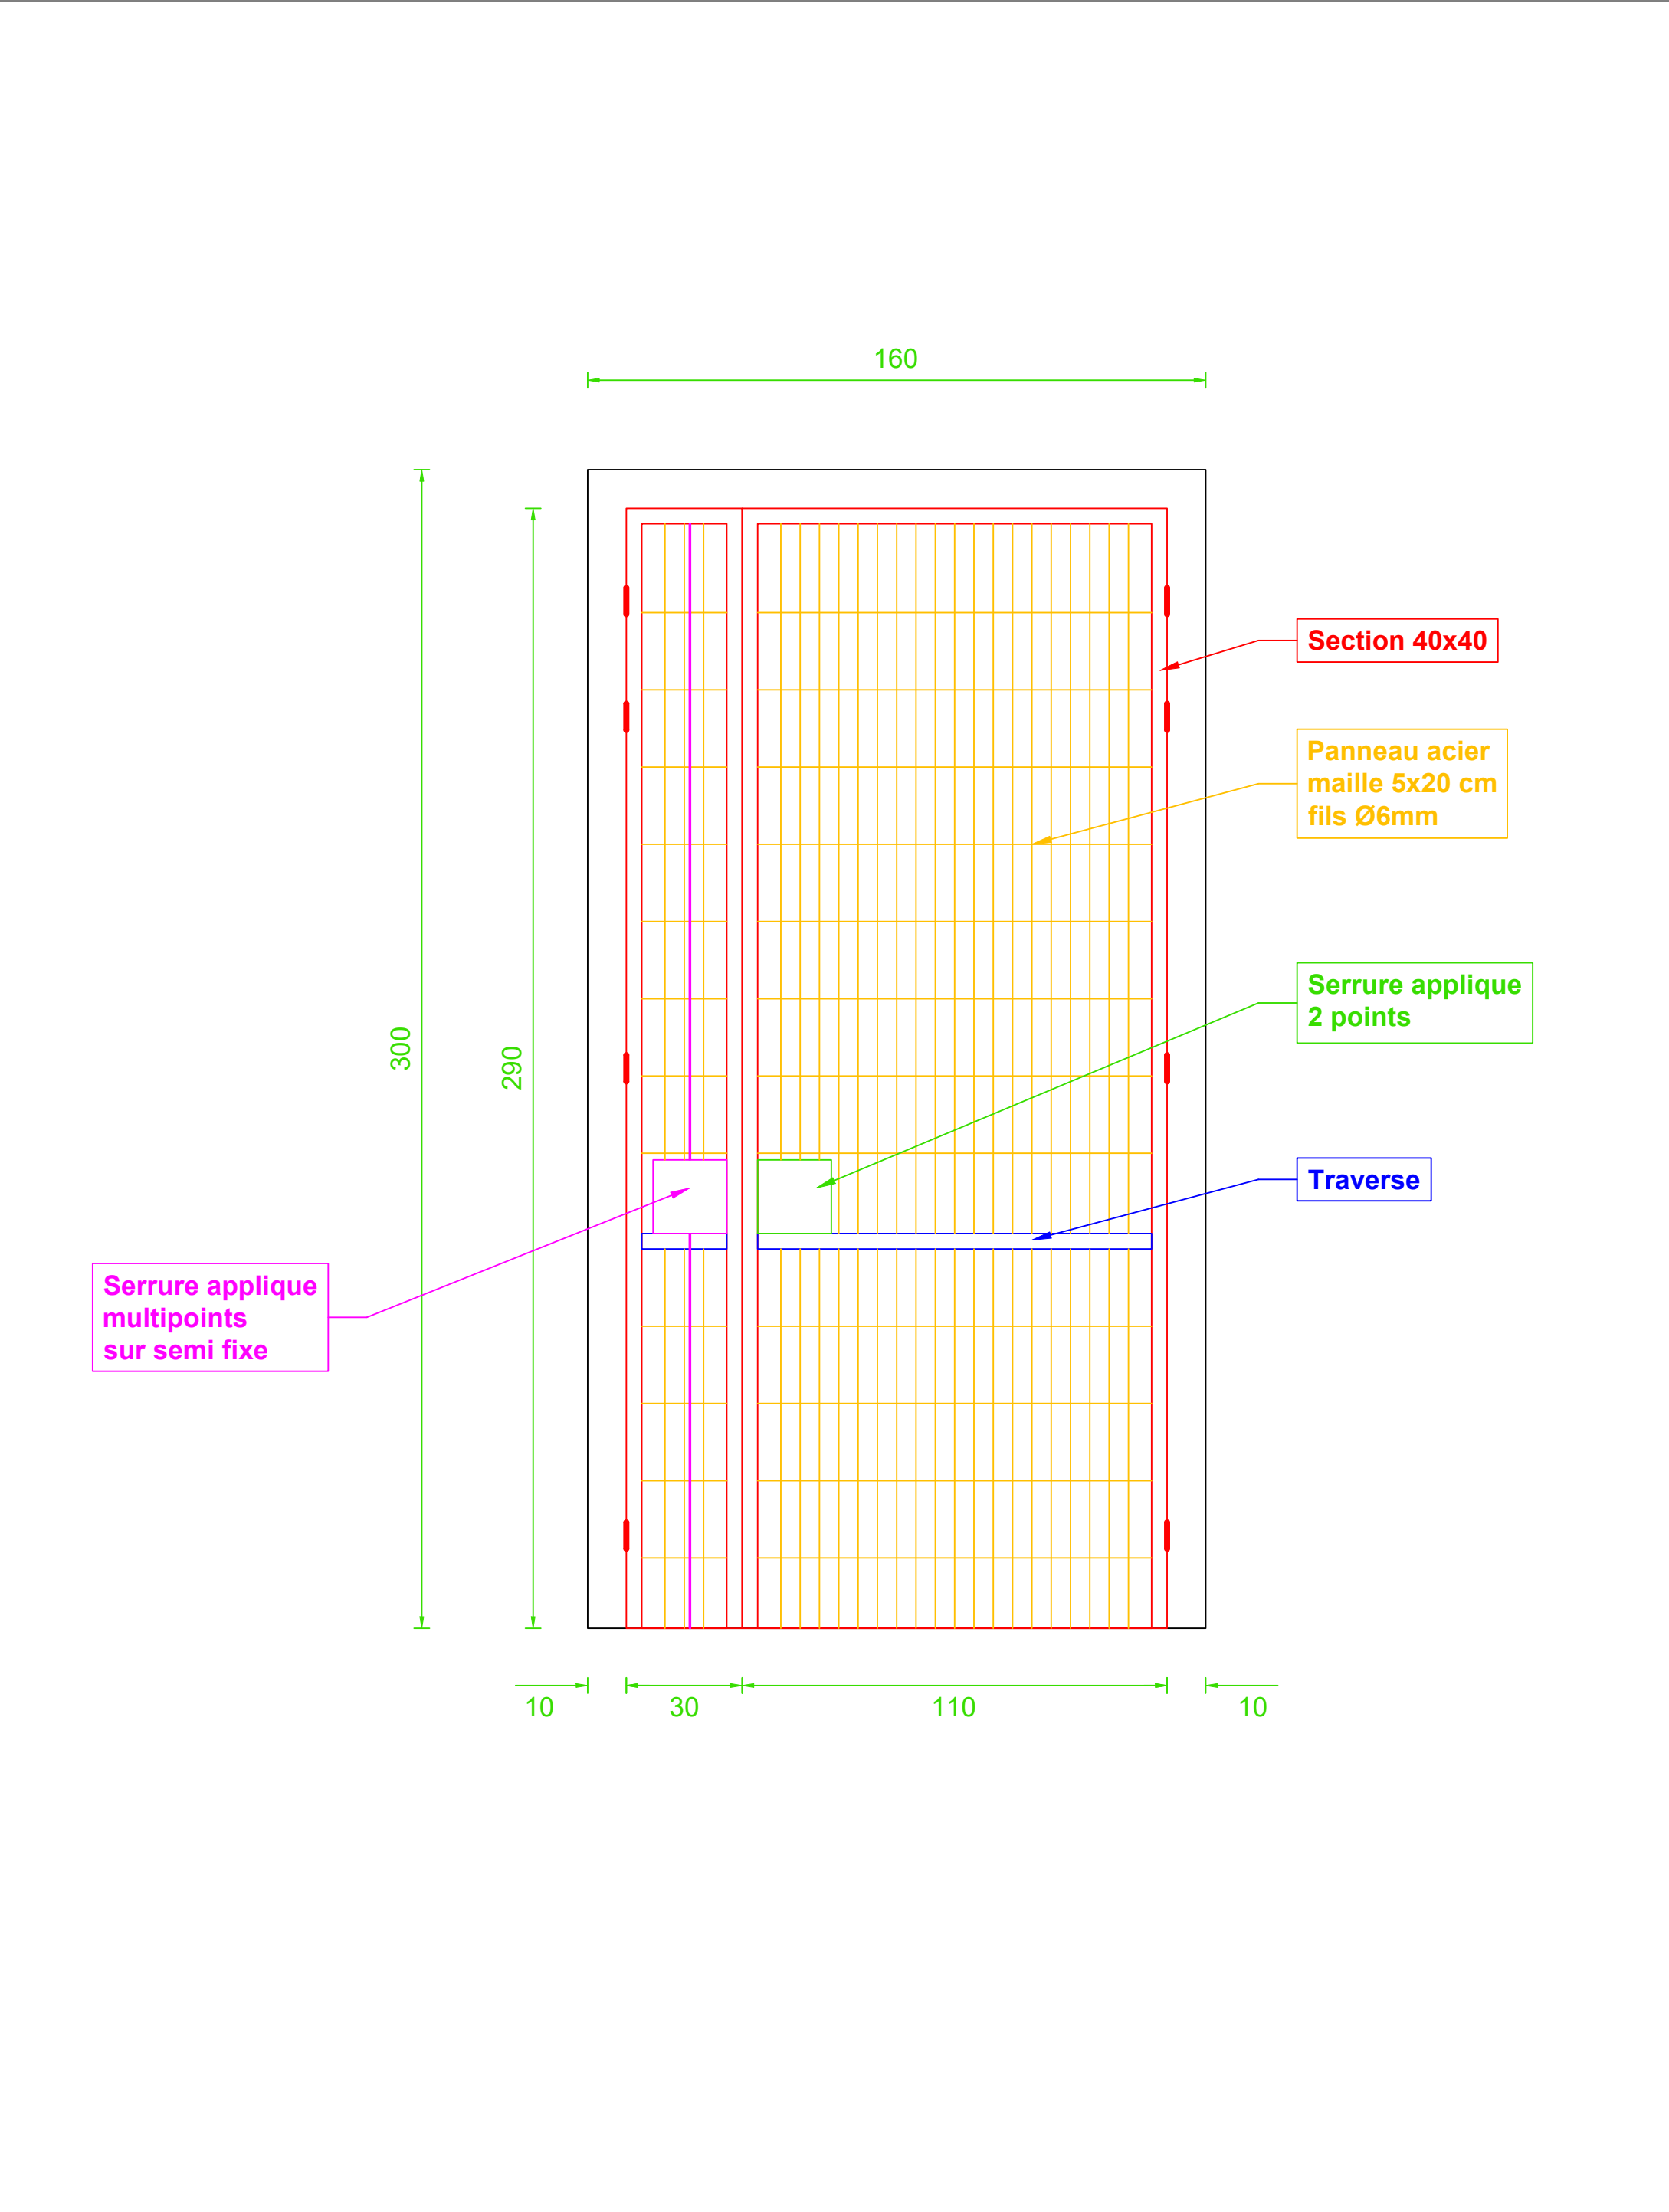 160
Section 40x40
Panneau acier
maille 5x20 cm
fils Ø6mm
Serrure applique
2 points
300
290
Traverse
Serrure applique
multipoints
sur semi fixe
10
30
110
10